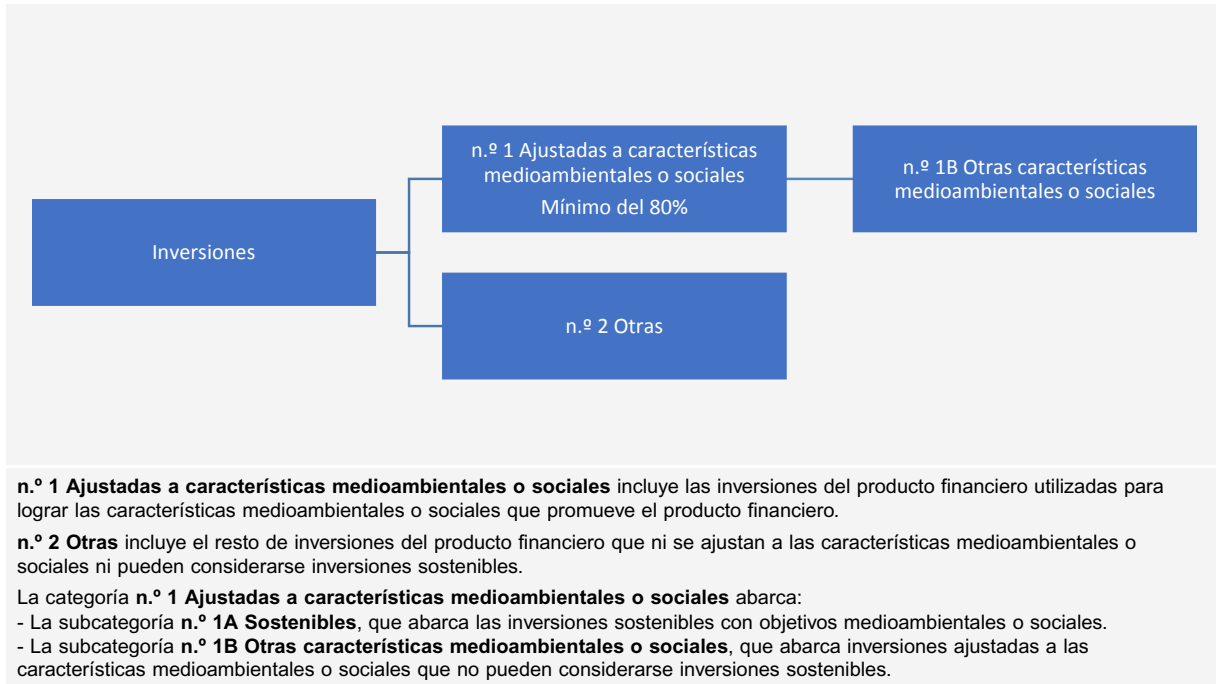 n.º 1 Ajustadas a características
medioambientales o sociales
Mínimo del 80%
n.º 1B Otras características
medioambientales o sociales
Inversiones
n.º 2 Otras
n.º 1 Ajustadas a características medioambientales o sociales incluye las inversiones del producto financiero utilizadas para
lograr las características medioambientales o sociales que promueve el producto financiero.
n.º 2 Otras incluye el resto de inversiones del producto financiero que ni se ajustan a las características medioambientales o
sociales ni pueden considerarse inversiones sostenibles.
La categoría n.º 1 Ajustadas a características medioambientales o sociales abarca:
- La subcategoría n.º 1A Sostenibles, que abarca las inversiones sostenibles con objetivos medioambientales o sociales.
- La subcategoría n.º 1B Otras características medioambientales o sociales, que abarca inversiones ajustadas a las
características medioambientales o sociales que no pueden considerarse inversiones sostenibles.